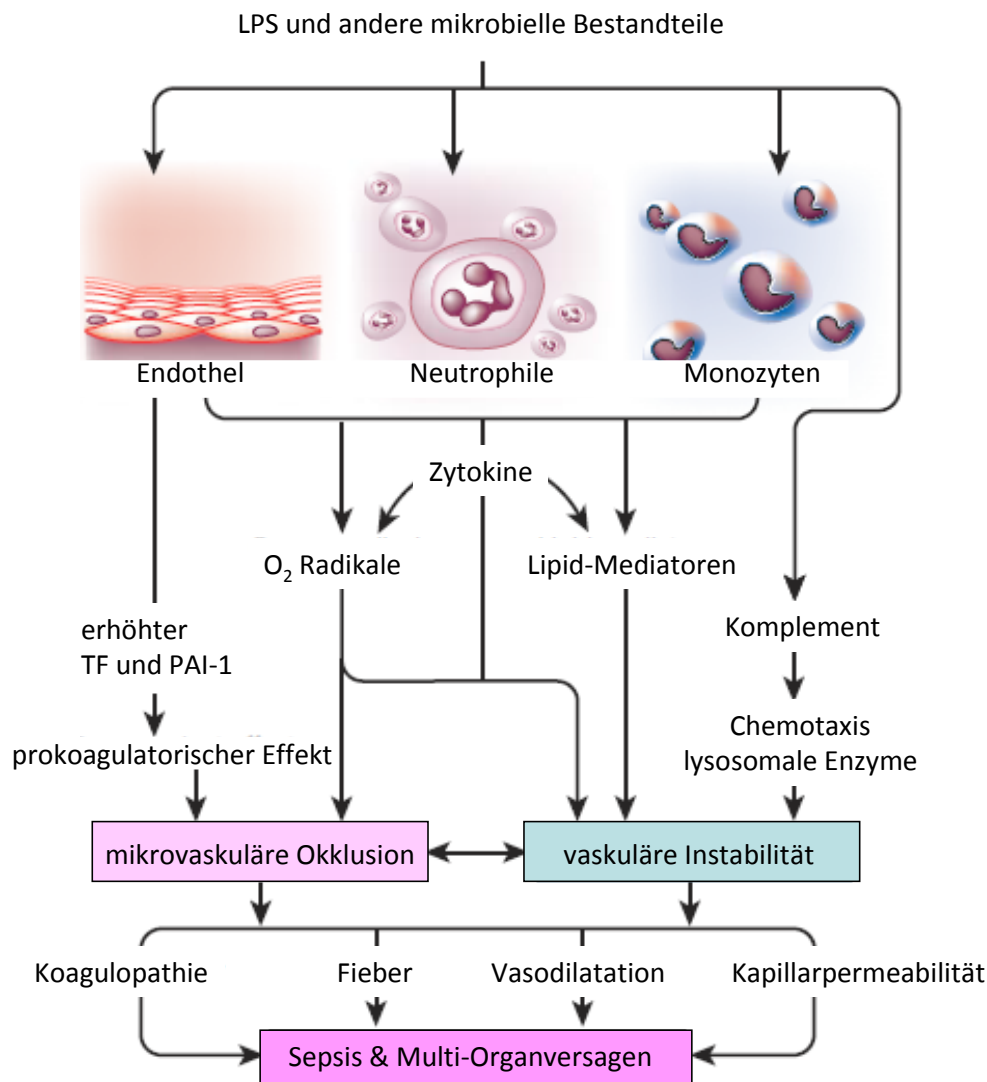 LPS und andere mikrobielle Bestandteile
Endothel
Neutrophile
Monozyten
Zytokine
O₂ Radikale
Lipid-Mediatoren
erhöhter
TF und PAI-1
Komplement
prokoagulatorischer Effekt
Chemotaxis
lysosomale Enzyme
mikrovaskuläre Okklusion
vaskuläre Instabilität
Koagulopathie
Fieber
Vasodilatation
Kapillarpermeabilität
Sepsis & Multi-Organversagen